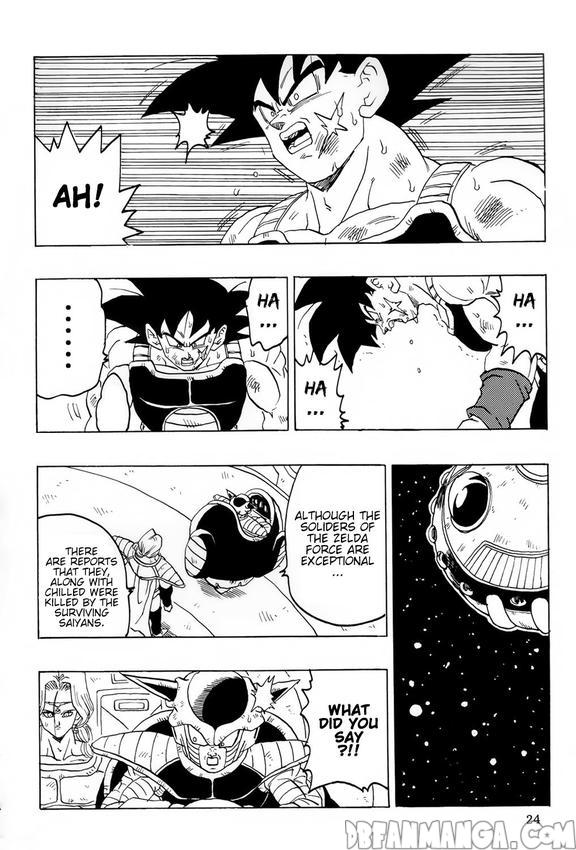 AH!
HA
...
HA
...
......
ALTHOUGH THE
SOLIDERS OF
THE ZELDA
FORCE ARE
EXCEPTIONAL
...
THERE
ARE REPORTS
THAT THEY,
ALONG WITH
CHILLED WERE
KILLED BY THE
SURVIVING
SAIYANS.
WHAT
DID YOU
SAY
?!!
24
DBFANMANGA.COM